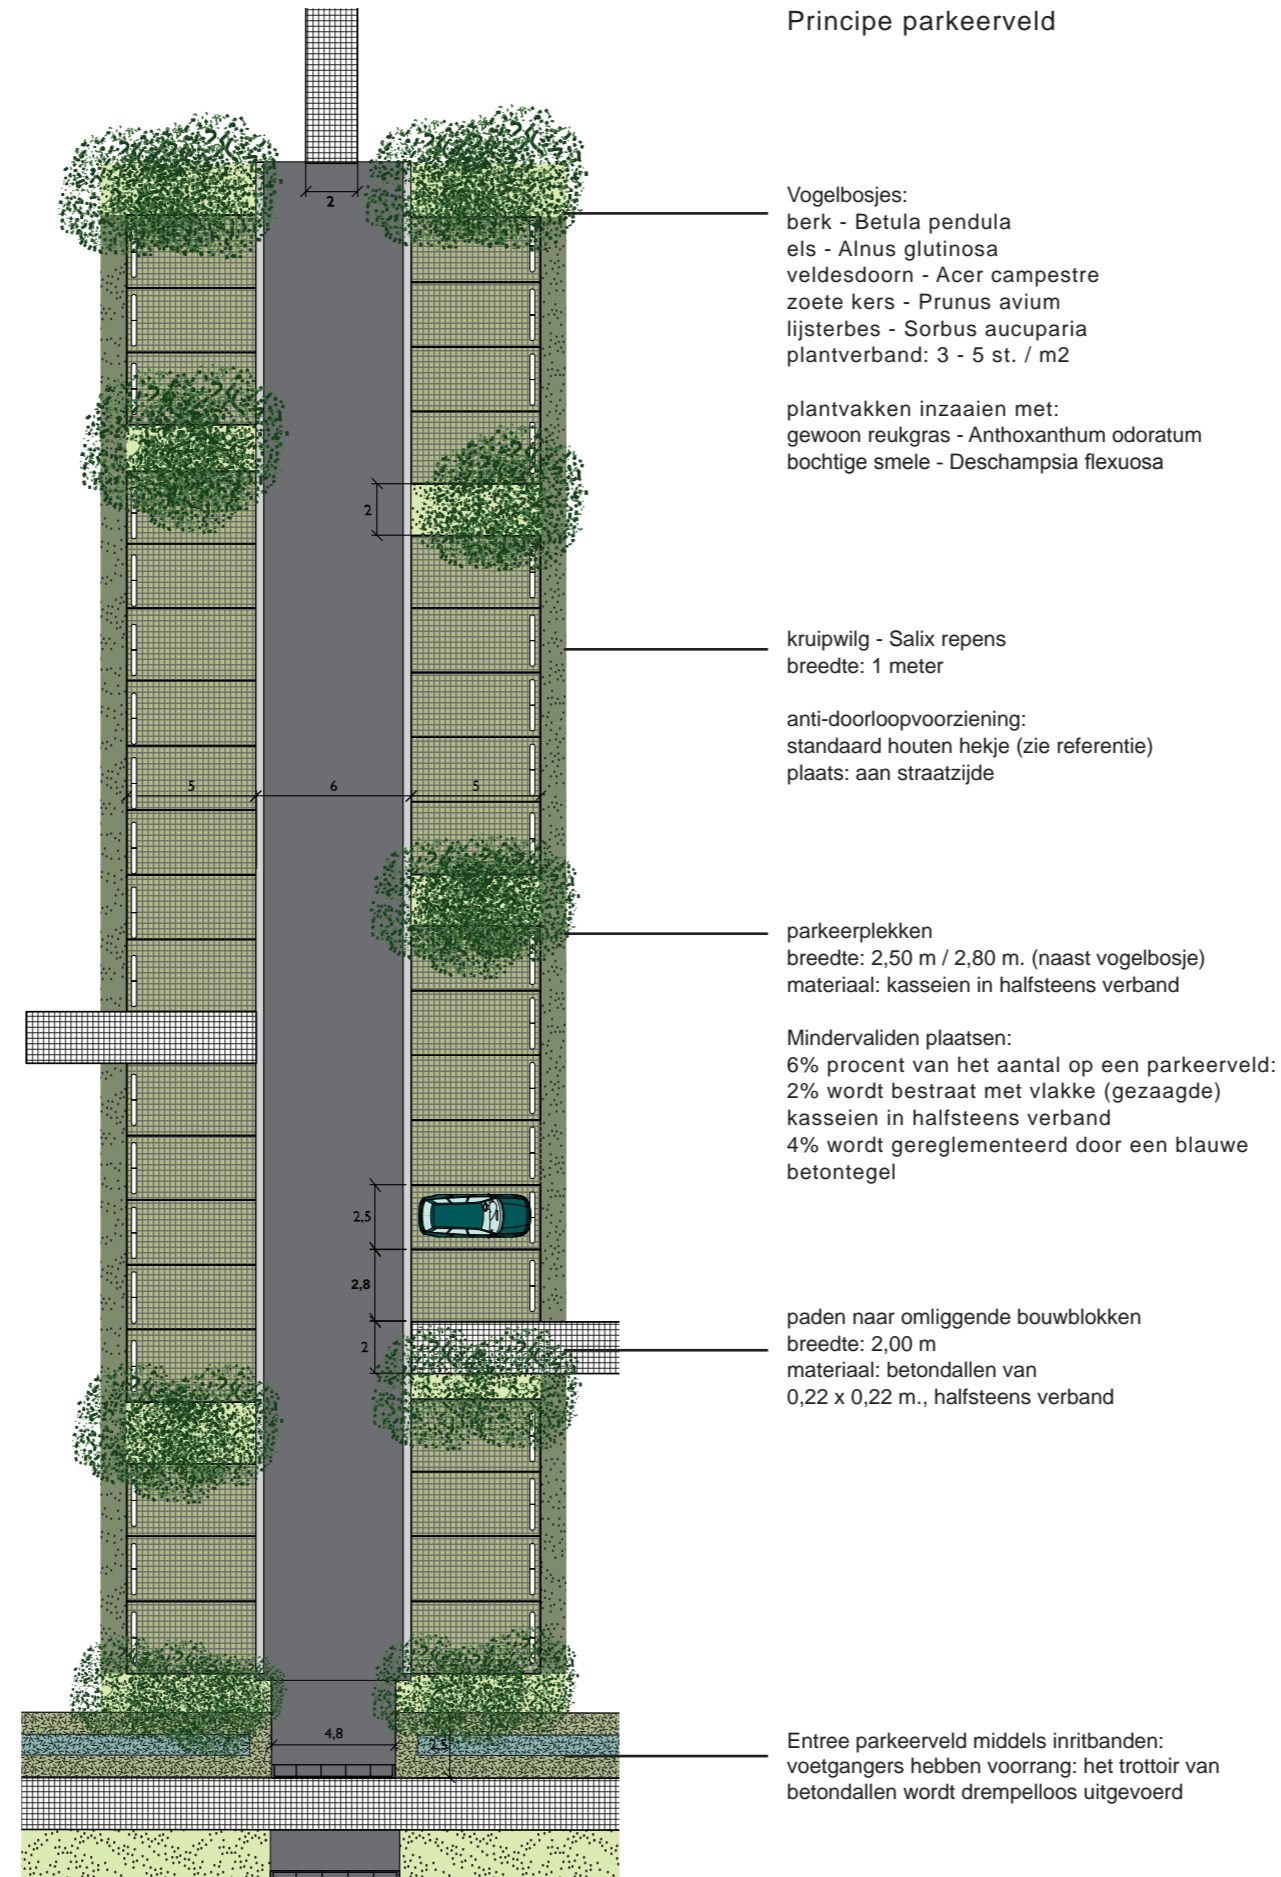 Principe parkeerveld
2
Vogelbosjes:
berk - Betula pendula
els - Alnus glutinosa
veldesdoorn - Acer campestre
zoete kers - Prunus avium
lijsterbes - Sorbus aucuparia
plantverband: 3 - 5 st. / m2
plantvakken inzaaien met:
gewoon reukgras - Anthoxanthum odoratum
bochtige smele - Deschampsia flexuosa
2
kruipwilg - Salix repens
breedte: 1 meter
anti-doorloopvoorziening:
standaard houten hekje (zie referentie)
plaats: aan straatzijde
5 6 5
parkeerplekken
breedte: 2,50 m / 2,80 m. (naast vogelbosje)
materiaal: kasseien in halfsteens verband
Mindervaliden plaatsen:
6% procent van het aantal op een parkeerveld:
2% wordt bestraat met vlakke (gezaagde)
kasseien in halfsteens verband
4% wordt gereglementeerd door een blauwe
betontegel
2,5
2,8
2
paden naar omliggende bouwblokken
breedte: 2,00 m
materiaal: betondallen van
0,22 x 0,22 m., halfsteens verband
4,8
2,5
Entree parkeerveld middels inritbanden:
voetgangers hebben voorrang: het trottoir van
betondallen wordt drempelloos uitgevoerd